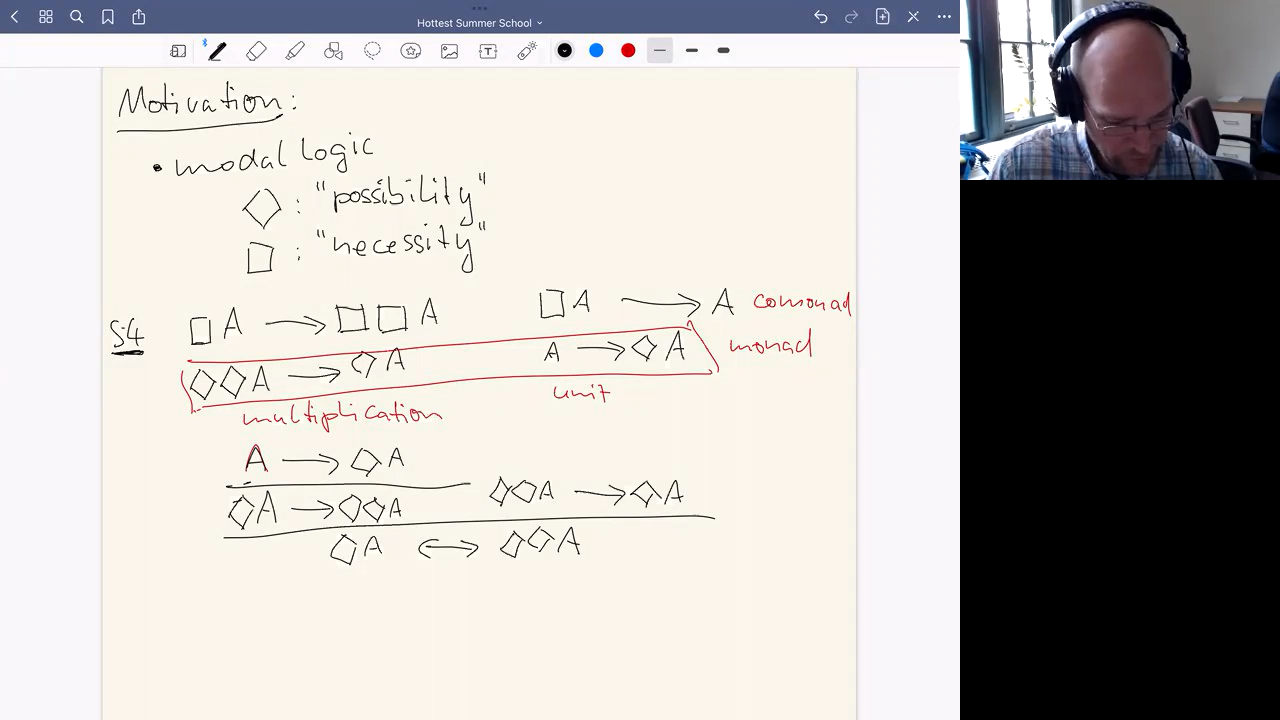 Hottest Summer School
Motivation:
• modal logic
◇ : "possibility"
□ : "necessity"
S4 □A → □□A □A → A comonad
◇◇A → ◇A A → ◇A monad
multiplication unit
A → ◇A
◇A → ◇◇A ◇◇A → ◇A
◇A ↔ ◇◇A